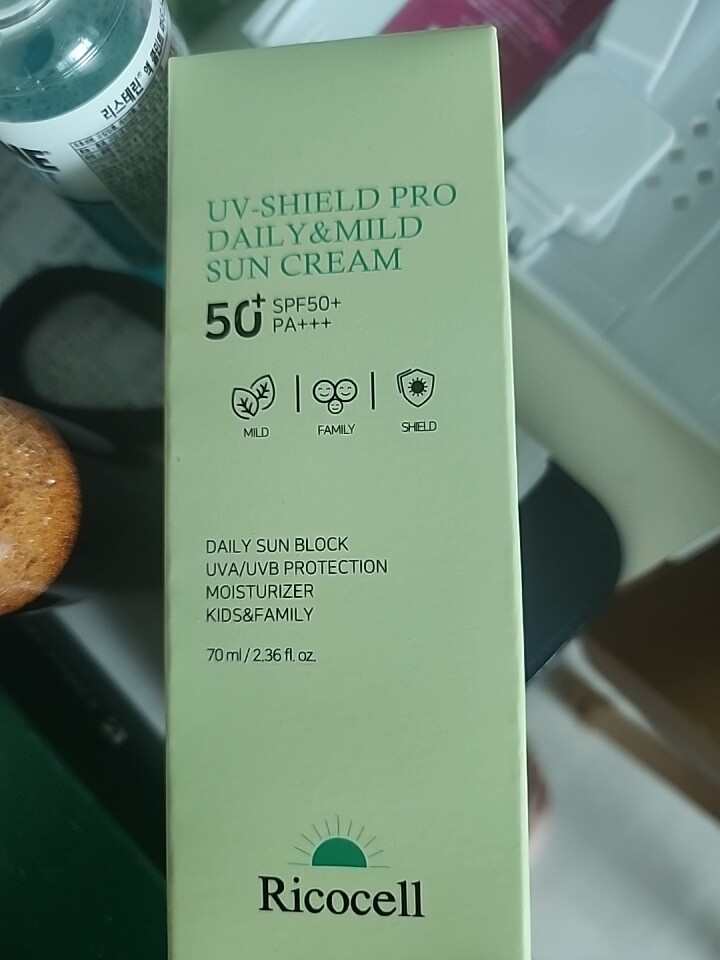 리스테린
UV-SHIELD PRO
DAILY&MILD
SUN CREAM
50+ SPF50+
PA+++
MILD
FAMILY
SHIELD
DAILY SUN BLOCK
UVA/UVB PROTECTION
MOISTURIZER
KIDS&FAMILY
70 ml / 2.36 fl. oz.
Ricocell